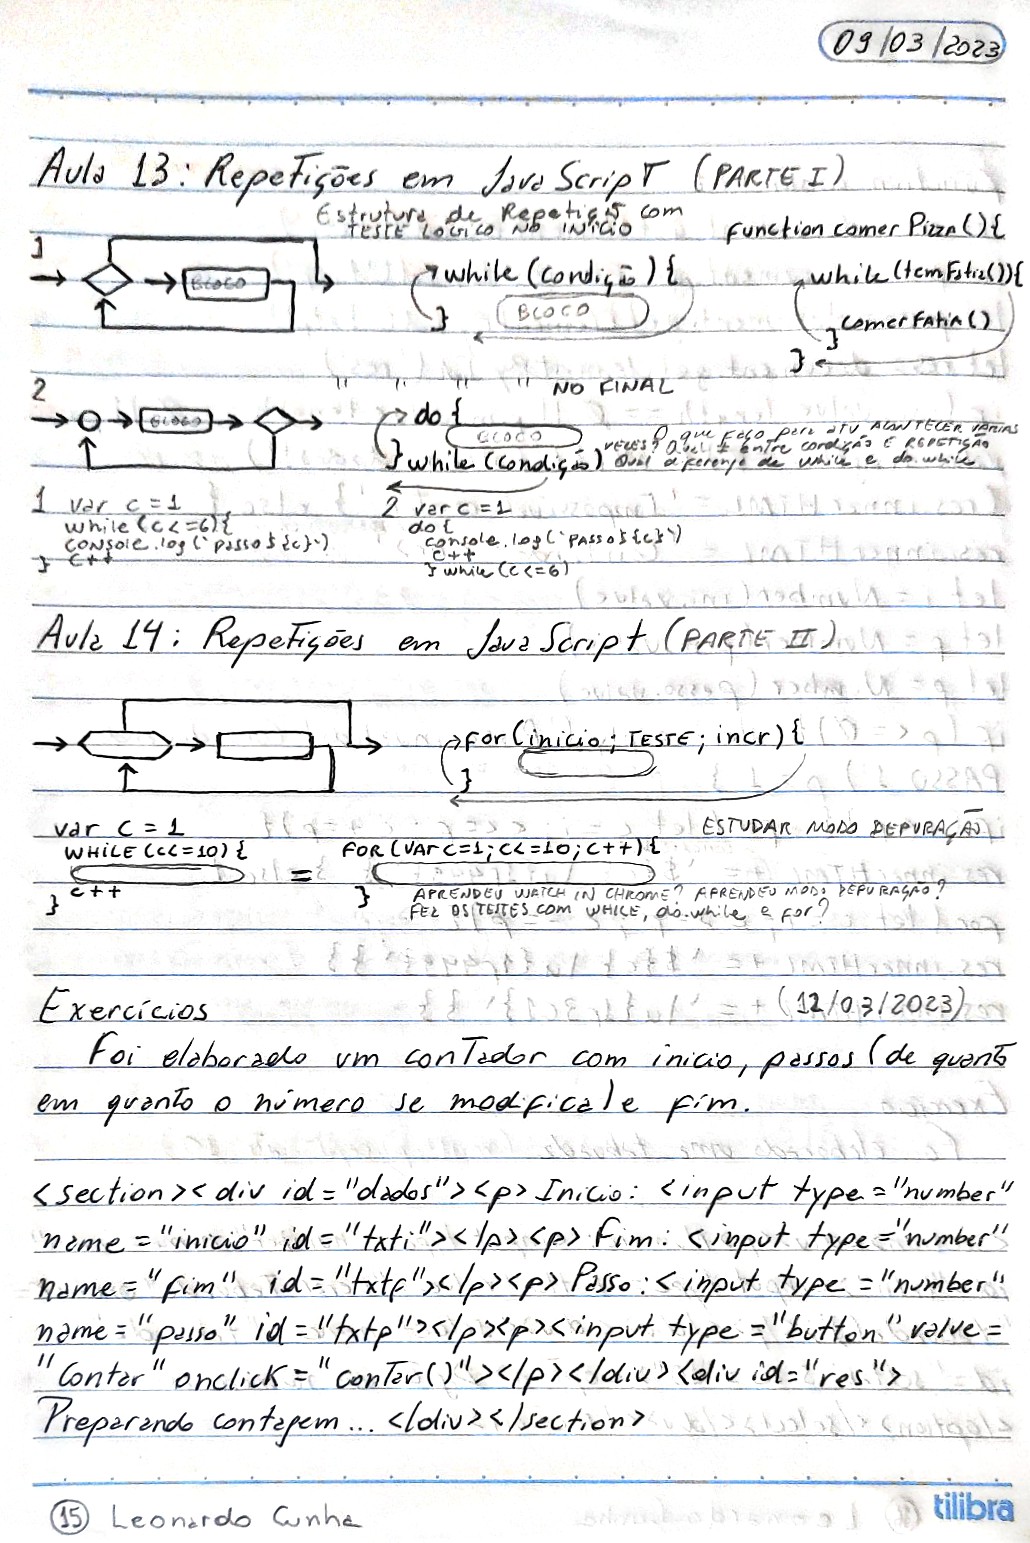 09/03/2023
Aula 13: Repetições em JavaScript (PARTE I)
Estrutura de Repetição com
TESTE LÓGICO NO INÍCIO
function comer Pizza(){
1
BLOCO
while (condição) {
BLOCO
}
while (temFatia()){
comerFatia()
}
}
2
" " " " NO FINAL
BLOCO
do {
BLOCO
} while (condição)
O que faço para ATV ACONTECER VÁRIAS
VEZES? Qual ≠ entre condição E REPETIÇÃO
Qual diferença de while e do.while
1 var c = 1
while (c<=6){
console.log(`passo ${c}`)
} c++
2 var c = 1
do {
console.log(`PASSO ${c}`)
c++
} while (c<=6)
Aula 14: Repetições em JavaScript (PARTE II)
for (inicio; TESTE; incr) {
}
var c = 1
WHILE (c<=10) {
c++
}
=
FOR (VAR c=1; c<=10; c++) {
}
ESTUDAR MODO DEPURAÇÃO
APRENDEU WATCH IN CHROME? APRENDEU MODO DEPURAÇÃO?
FEZ OS TESTES COM WHILE, do.while e for?
Exercícios (12/03/2023)
Foi elaborado um contador com inicio, passos (de quanto
em quanto o número se modifica) e fim.
<section><div id="dados"><p> Inicio: <input type="number"
name="inicio" id="txti"></p><p> Fim: <input type="number"
name="fim" id="txtf"></p><p> Passo: <input type="number"
name="passo" id="txtp"></p><p><input type="button" value=
"Contar" onclick="contar()"></p></div><div id="res">
Preparando contagem... </div></section>
15 Leonardo Cunha
tilibra